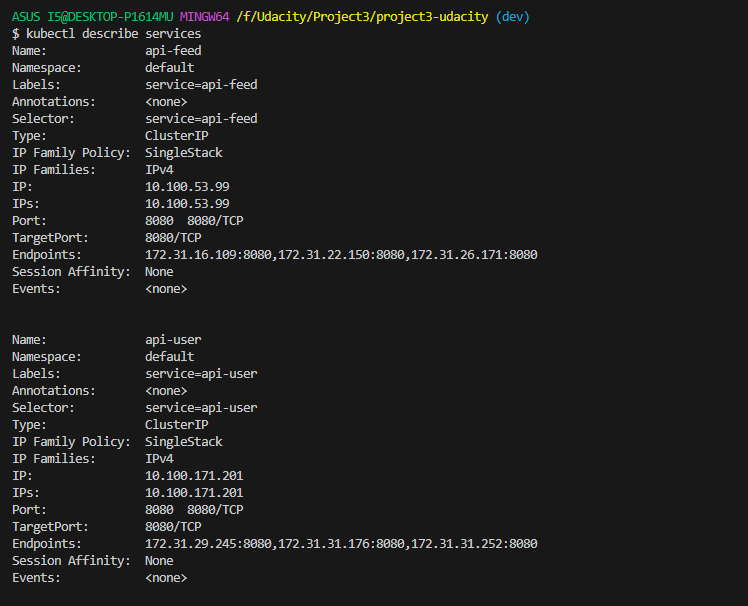 ASUS I5@DESKTOP-P1614MU MINGW64 /f/Udacity/Project3/project3-udacity (dev)
$ kubectl describe services
Name:              api-feed
Namespace:         default
Labels:            service=api-feed
Annotations:       <none>
Selector:          service=api-feed
Type:              ClusterIP
IP Family Policy:  SingleStack
IP Families:       IPv4
IP:                10.100.53.99
IPs:               10.100.53.99
Port:              8080  8080/TCP
TargetPort:        8080/TCP
Endpoints:         172.31.16.109:8080,172.31.22.150:8080,172.31.26.171:8080
Session Affinity:  None
Events:            <none>
Name:              api-user
Namespace:         default
Labels:            service=api-user
Annotations:       <none>
Selector:          service=api-user
Type:              ClusterIP
IP Family Policy:  SingleStack
IP Families:       IPv4
IP:                10.100.171.201
IPs:               10.100.171.201
Port:              8080  8080/TCP
TargetPort:        8080/TCP
Endpoints:         172.31.29.245:8080,172.31.31.176:8080,172.31.31.252:8080
Session Affinity:  None
Events:            <none>